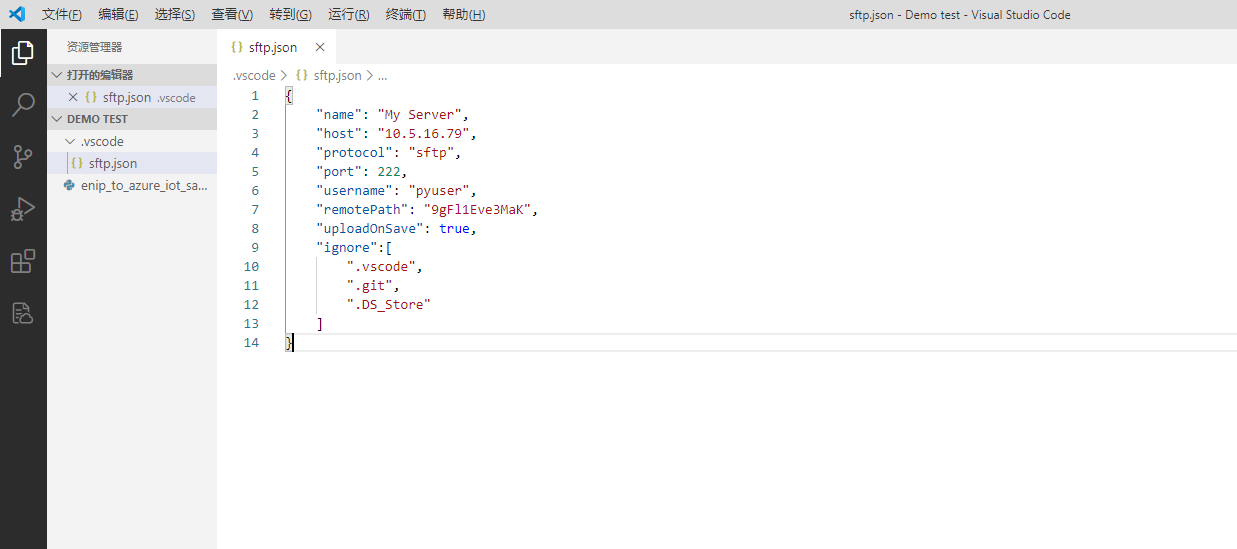 文件(F) 编辑(E) 选择(S) 查看(V) 转到(G) 运行(R) 终端(T) 帮助(H) sftp.json - Demo test - Visual Studio Code
资源管理器
打开的编辑器
sftp.json .vscode
DEMO TEST
.vscode
sftp.json
enip_to_azure_iot_sa...
sftp.json
.vscode > {} sftp.json > ...
1 {
2 "name": "My Server",
3 "host": "10.5.16.79",
4 "protocol": "sftp",
5 "port": 222,
6 "username": "pyuser",
7 "remotePath": "9gFl1Eve3MaK",
8 "uploadOnSave": true,
9 "ignore":[
10 ".vscode",
11 ".git",
12 ".DS_Store"
13 ]
14 }